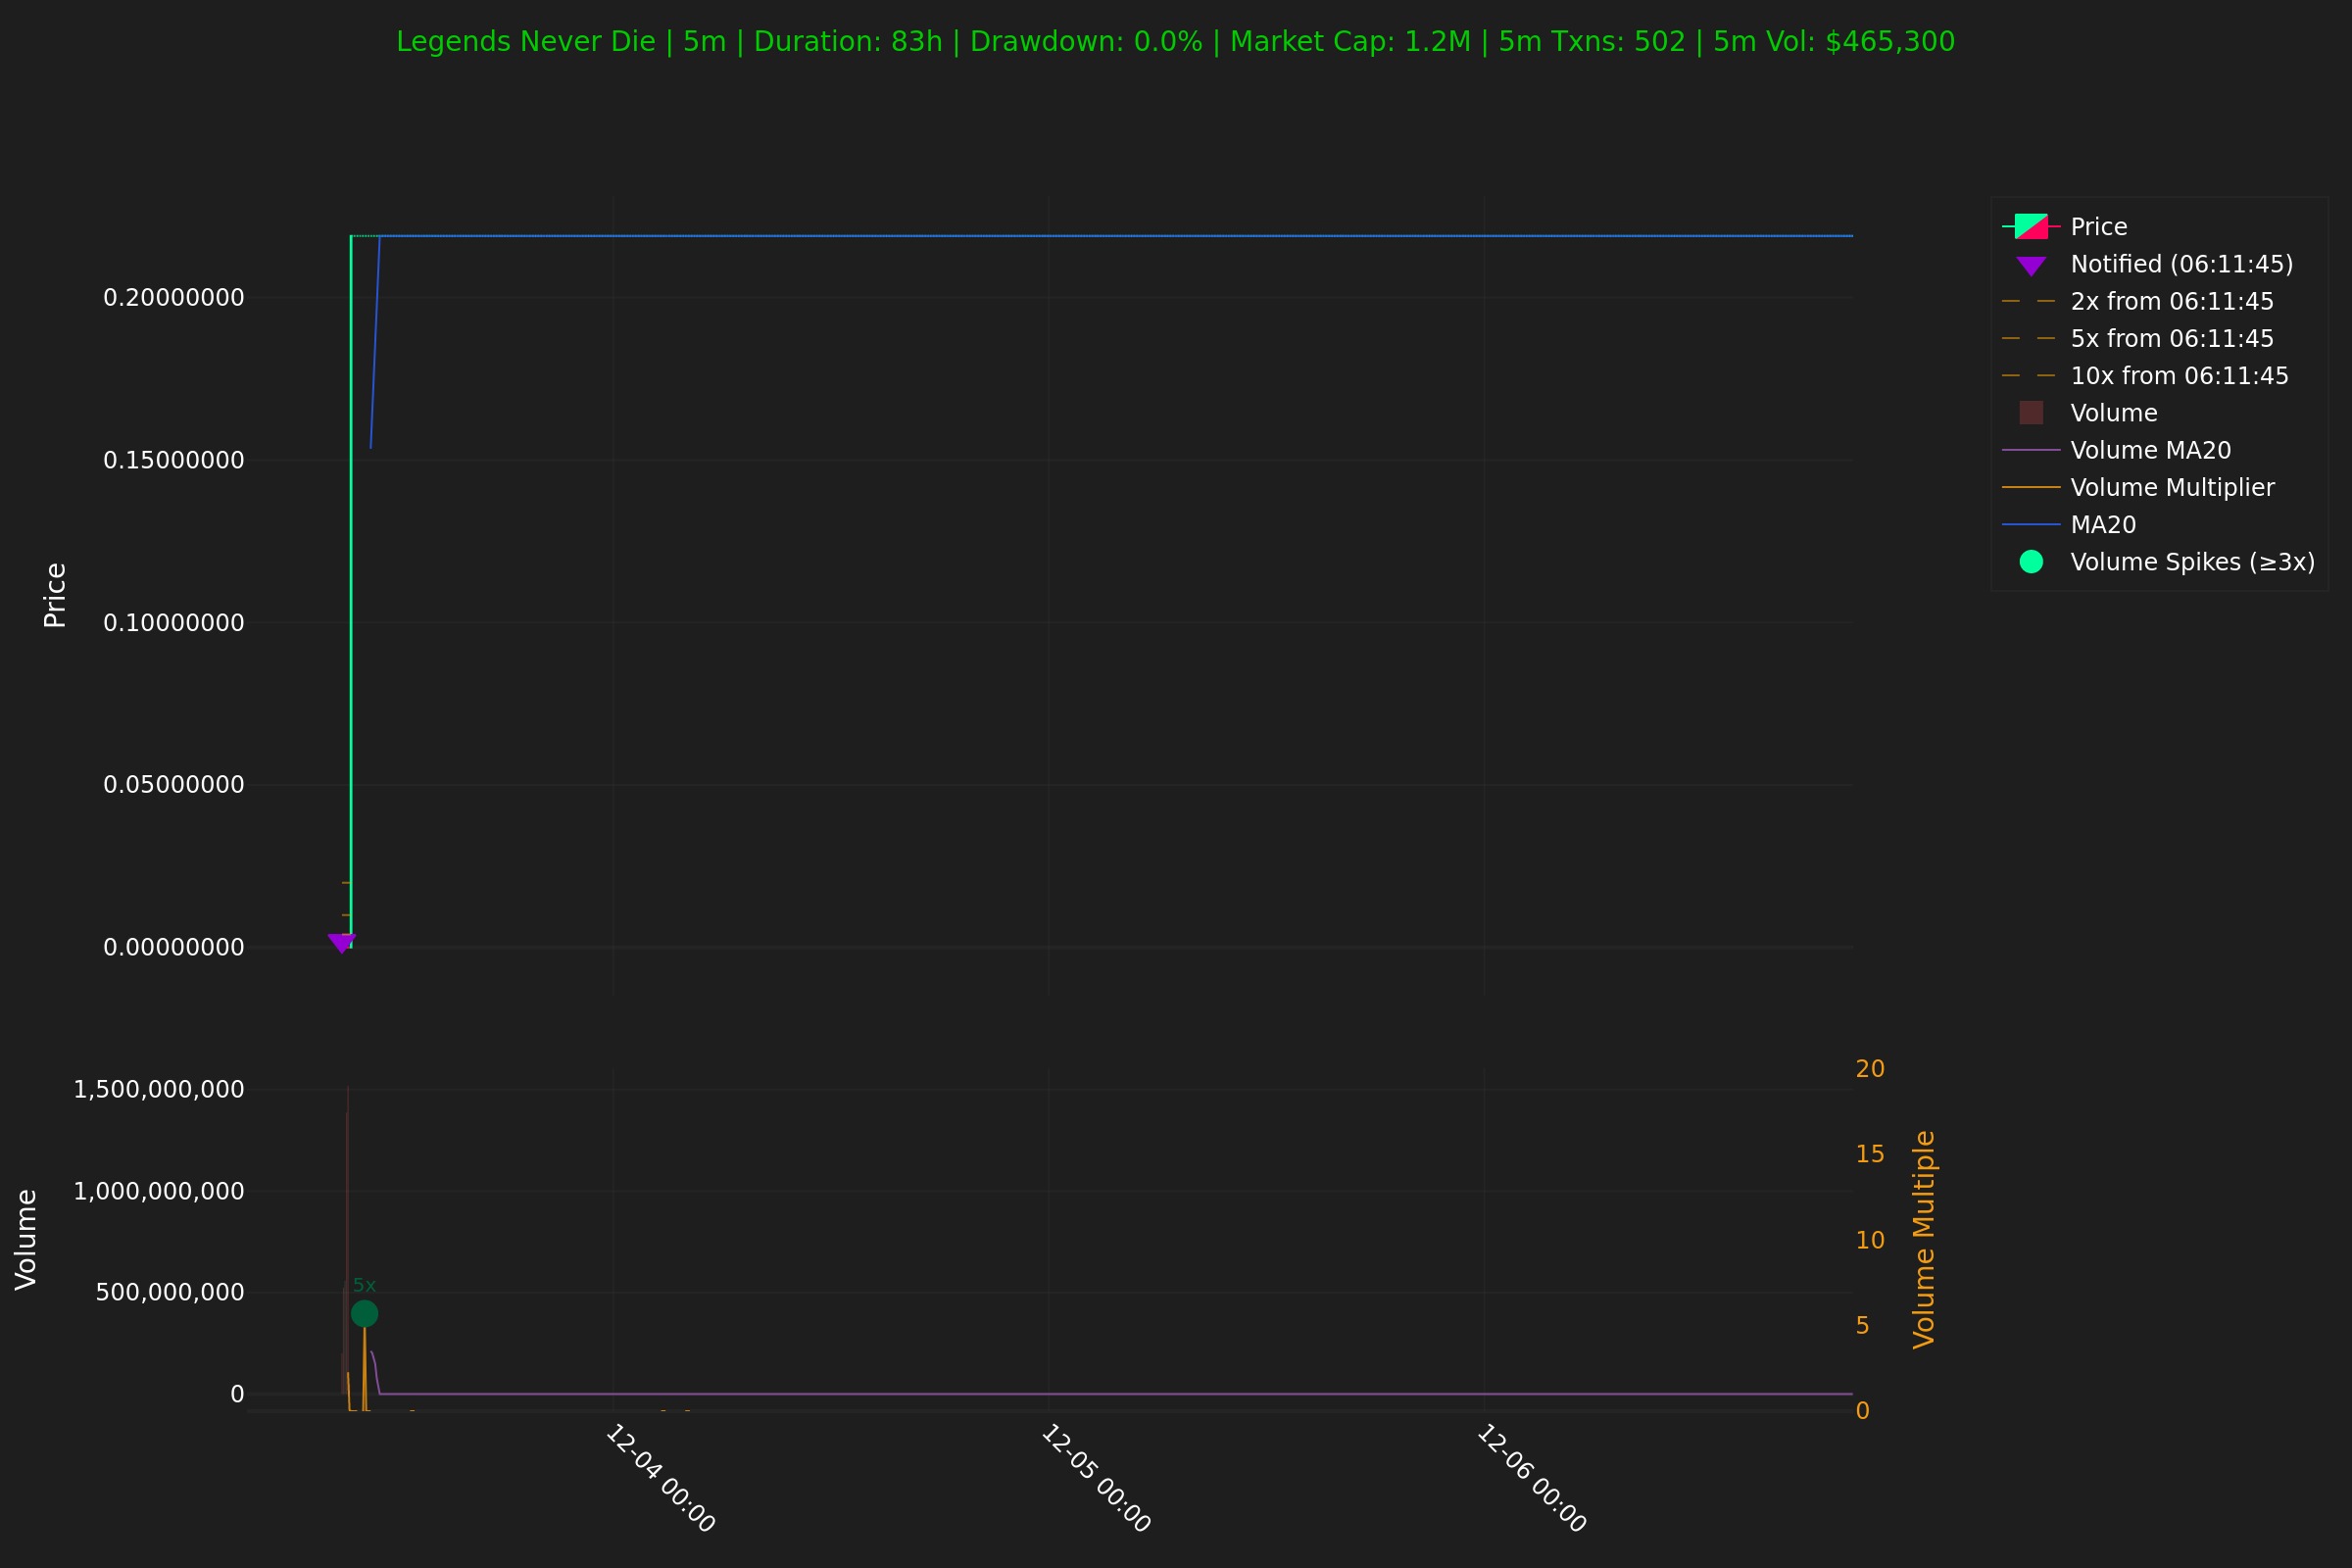 Legends Never Die | 5m | Duration: 83h | Drawdown: 0.0% | Market Cap: 1.2M | 5m Txns: 502 | 5m Vol: $465,300
Price
0.20000000
0.15000000
0.10000000
0.05000000
0.00000000
Price
Notified (06:11:45)
2x from 06:11:45
5x from 06:11:45
10x from 06:11:45
Volume
Volume MA20
Volume Multiplier
MA20
Volume Spikes (≥3x)
Volume
1,500,000,000
1,000,000,000
500,000,000
0
5x
20
15
10
5
0
Volume Multiple
12-04 00:00
12-05 00:00
12-06 00:00